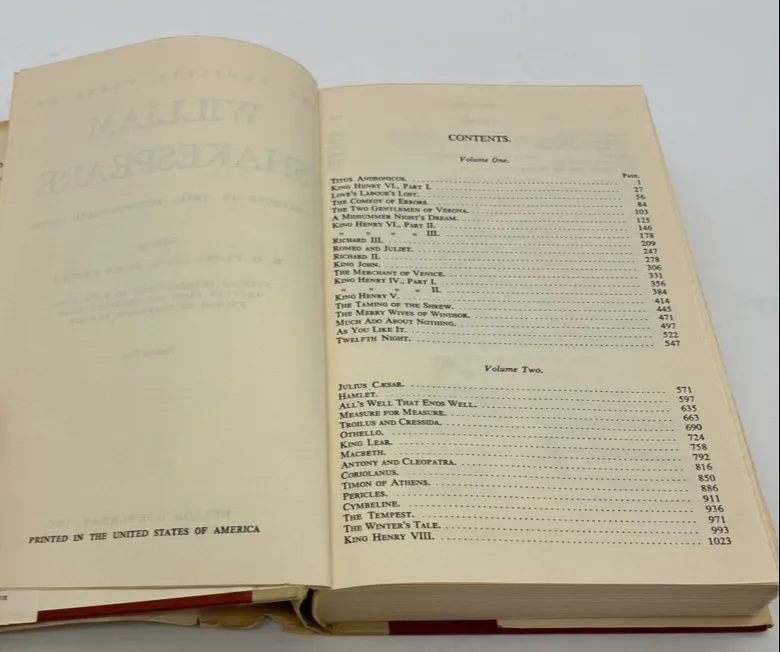 THE COMPLETE WORKS OF
WILLIAM
SHAKESPEARE
NELSON DOUBLEDAY, INC.
PRINTED IN THE UNITED STATES OF AMERICA
CONTENTS.
Volume One.
Page.
TITUS ANDRONICUS. 1
KING HENRY VI., PART I. 27
LOVE'S LABOUR'S LOST. 56
THE COMEDY OF ERRORS. 84
THE TWO GENTLEMEN OF VERONA. 103
A MIDSUMMER NIGHT'S DREAM. 125
KING HENRY VI., PART II. 146
" " " " III. 178
RICHARD III. 209
ROMEO AND JULIET. 247
RICHARD II. 278
KING JOHN. 306
THE MERCHANT OF VENICE. 331
KING HENRY IV., PART I. 356
" " " " II. 384
KING HENRY V. 414
THE TAMING OF THE SHREW. 445
THE MERRY WIVES OF WINDSOR. 471
MUCH ADO ABOUT NOTHING. 497
AS YOU LIKE IT. 522
TWELFTH NIGHT. 547
Volume Two.
JULIUS CÆSAR. 571
HAMLET. 597
ALL'S WELL THAT ENDS WELL. 635
MEASURE FOR MEASURE. 663
TROILUS AND CRESSIDA. 690
OTHELLO. 724
KING LEAR. 758
MACBETH. 792
ANTONY AND CLEOPATRA. 816
CORIOLANUS. 850
TIMON OF ATHENS. 886
PERICLES. 911
CYMBELINE. 936
THE TEMPEST. 971
THE WINTER'S TALE. 993
KING HENRY VIII. 1023